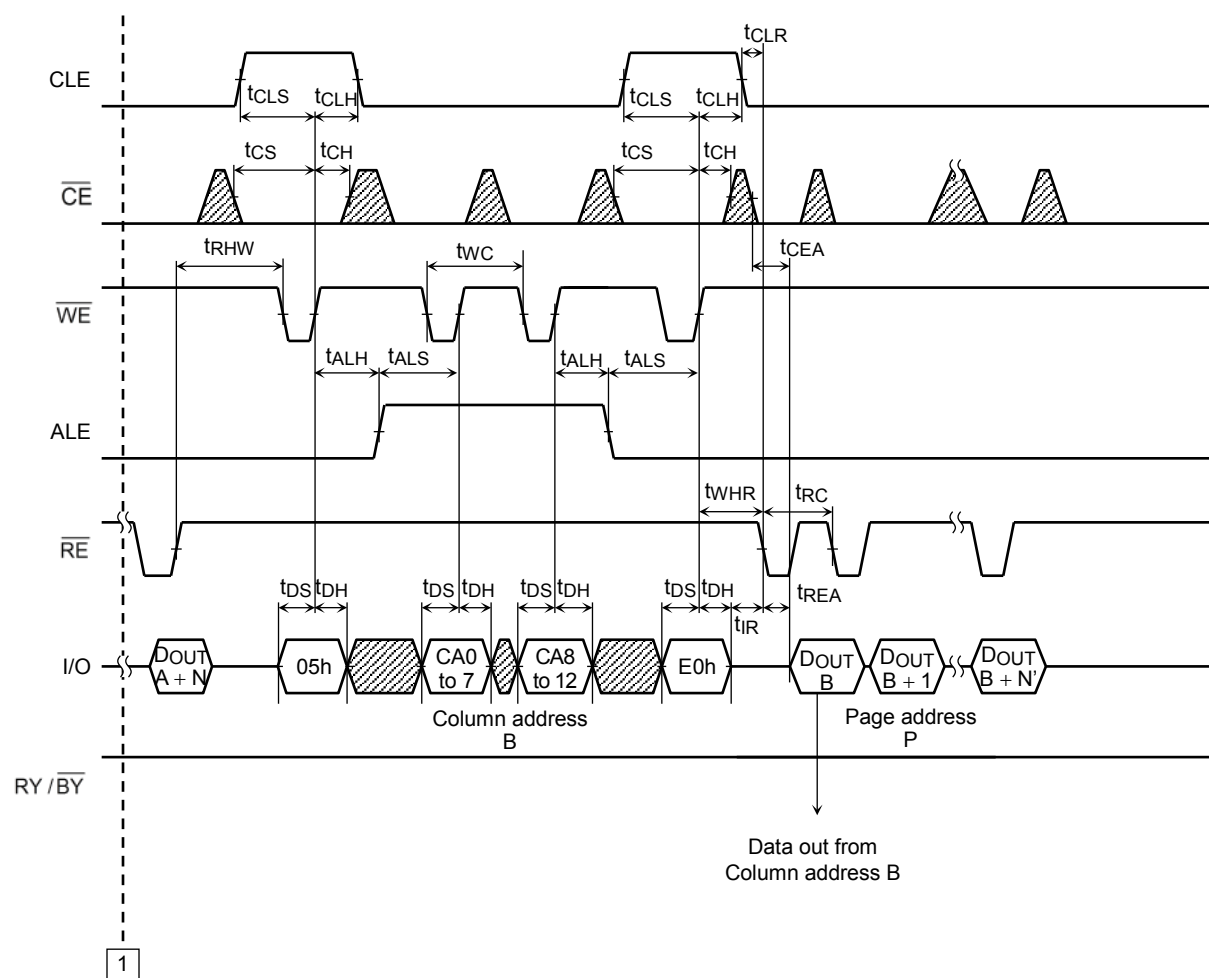 tCLR
CLE
tCLS tCLH tCLS tCLH
tCS tCH tCS tCH
CE
tCEA
tRHW tWC
WE
tALH tALS tALH tALS
ALE
tWHR tRC
RE
tDS tDH tDS tDH tDS tDH tDS tDH tREA
tIR
I/O
DOUT
A + N
05h
CA0
to 7
CA8
to 12
E0h
DOUT
B
DOUT
B + 1
DOUT
B + N’
Column address
B
Page address
P
RY / BY
Data out from
Column address B
1